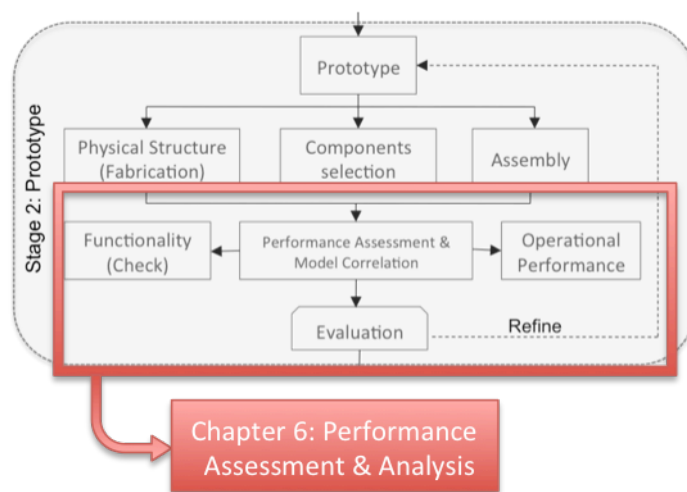 Stage 2: Prototype
Prototype
Physical Structure
(Fabrication)
Components
selection
Assembly
Functionality
(Check)
Performance Assessment &
Model Correlation
Operational
Performance
Evaluation
Refine
Chapter 6: Performance
Assessment & Analysis